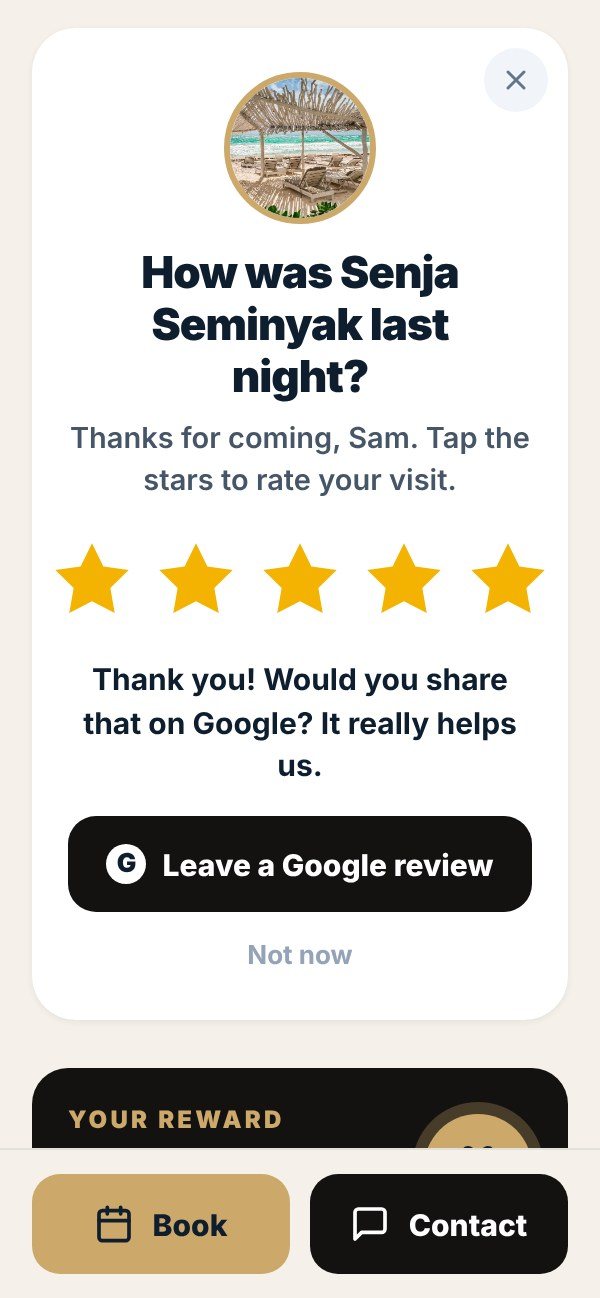 How was Senja
Seminyak last
night?
Thanks for coming, Sam. Tap the
stars to rate your visit.
Thank you! Would you share
that on Google? It really helps
us.
G Leave a Google review
Not now
YOUR REWARD
Book
Contact